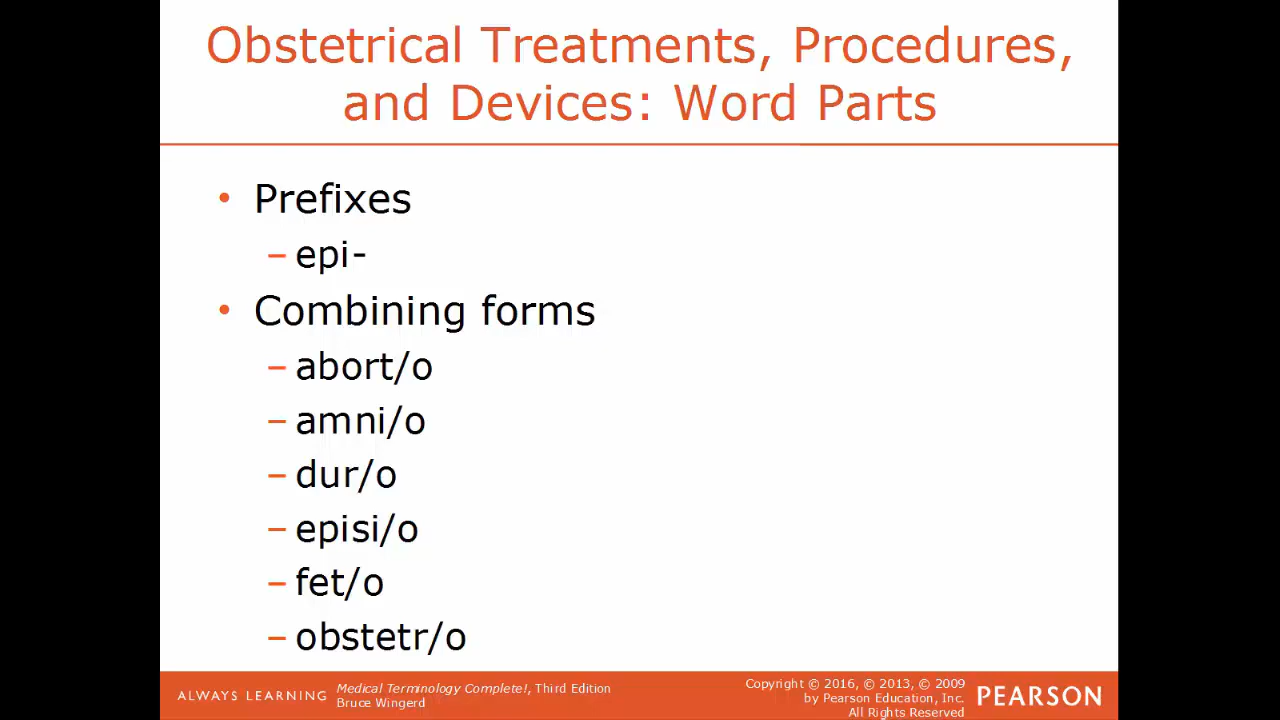 Obstetrical Treatments, Procedures,
and Devices: Word Parts
• Prefixes
– epi-
• Combining forms
– abort/o
– amni/o
– dur/o
– episi/o
– fet/o
– obstetr/o
ALWAYS LEARNING
Medical Terminology Complete!, Third Edition
Bruce Wingerd
Copyright © 2016, © 2013, © 2009
by Pearson Education, Inc.
All Rights Reserved
PEARSON